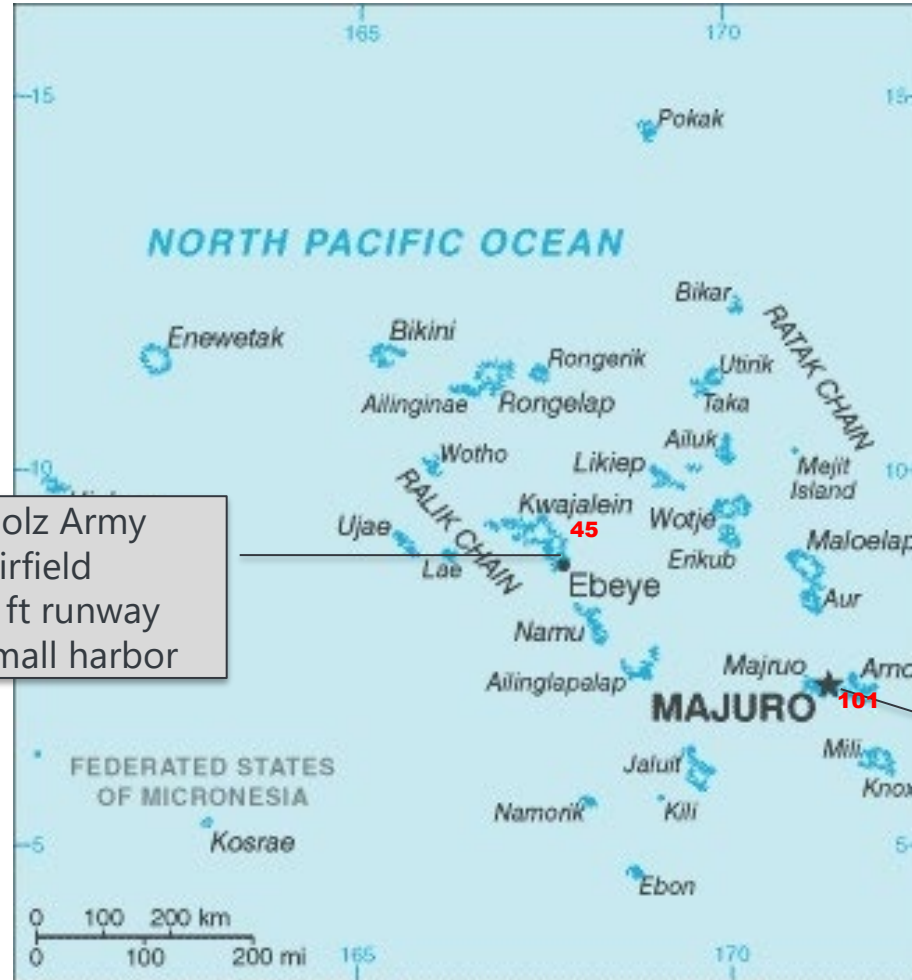 165
170
15
15
Pokak
NORTH PACIFIC OCEAN
Bikar
RATAK CHAIN
Enewetak
Bikini
Rongerik
Utirik
Ailinginae
Rongelap
Taka
Ailuk
Wotho
Likiep
Mejit
Island
10
10
RALIK CHAIN
Kwajalein
45
Wotje
Ujae
Lae
Erikub
Maloelap
olz Army
irfield
ft runway
mall harbor
Ebeye
Aur
Namu
Ailinglapalap
Majruo
Arno
MAJURO
101
FEDERATED STATES
OF MICRONESIA
Jaluit
Mili
Knox
Namorik
Kili
Kosrae
5
5
Ebon
0 100 200 km
0 100 200 mi
165
170